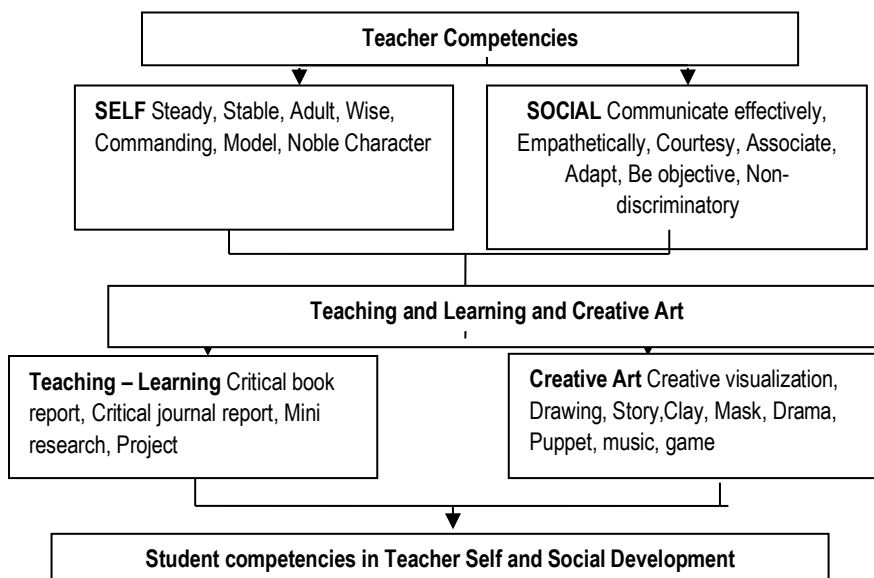 Teacher Competencies
SELF Steady, Stable, Adult, Wise,
Commanding, Model, Noble Character
SOCIAL Communicate effectively,
Empathetically, Courtesy, Associate,
Adapt, Be objective, Non-
discriminatory
Teaching and Learning and Creative Art
Teaching – Learning Critical book
report, Critical journal report, Mini
research, Project
Creative Art Creative visualization,
Drawing, Story,Clay, Mask, Drama,
Puppet, music, game
Student competencies in Teacher Self and Social Development